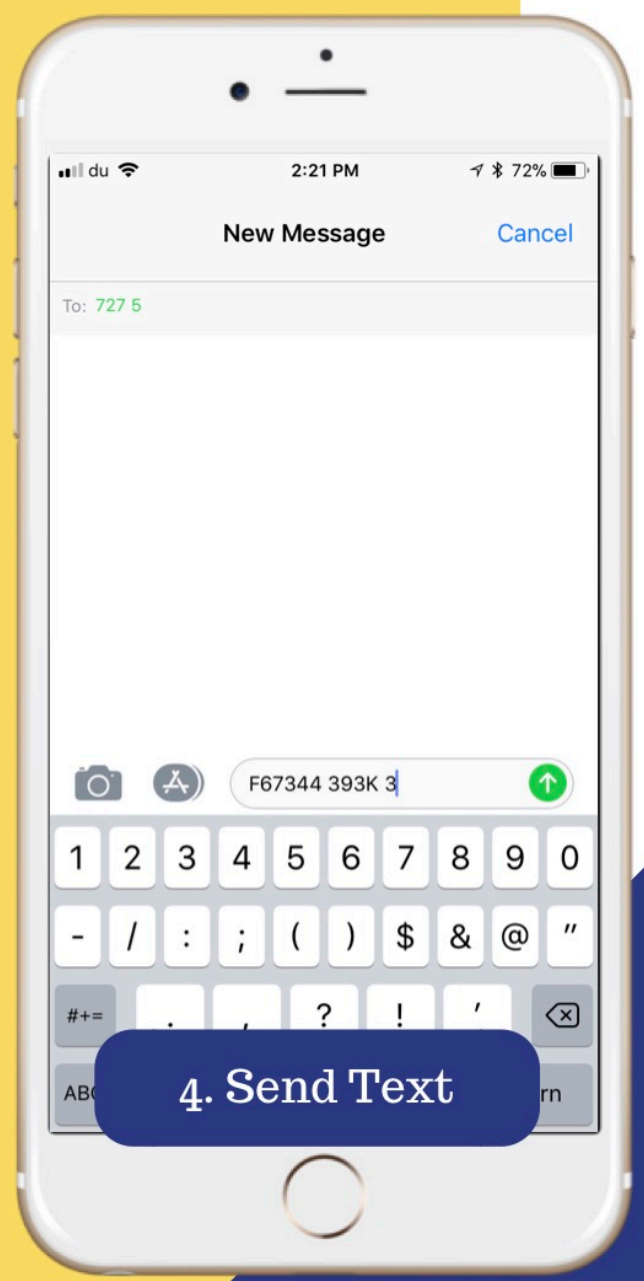 du 2:21 PM 72%
New Message Cancel
To: 727 5
F67344 393K 3
1 2 3 4 5 6 7 8 9 0
- / : ; ( ) $ & @ "
#+= . , ? ! '
4. Send Text